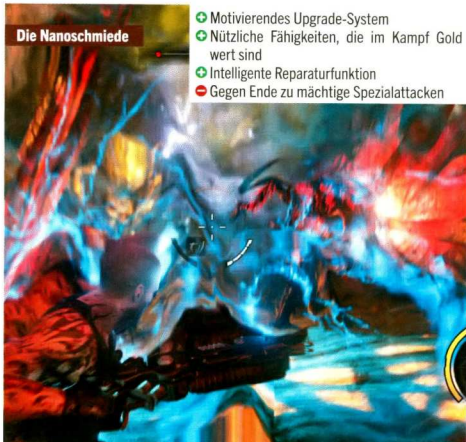 Die Nanoschmiede
Motivierendes Upgrade-System
Nützliche Fähigkeiten, die im Kampf Gold
wert sind
Intelligente Reparaturfunktion
Gegen Ende zu mächtige Spezialattacken